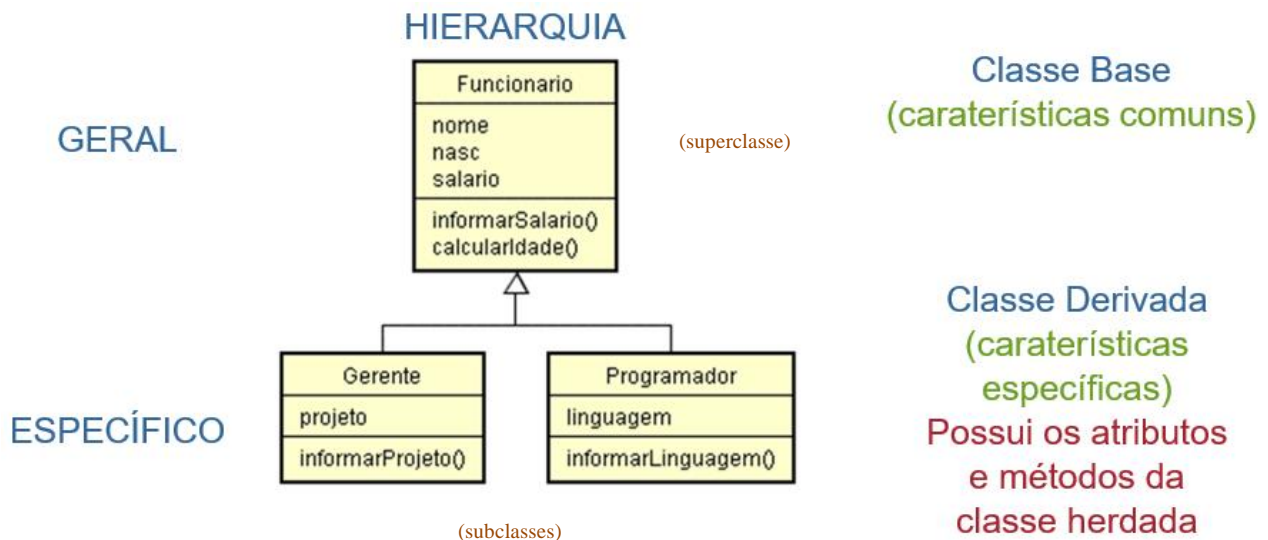 HIERARQUIA
Funcionario
nome
nasc
salario
informarSalario()
calcularIdade()
GERAL
(superclasse)
Classe Base
(caraterísticas comuns)
Gerente
projeto
informarProjeto()
Programador
linguagem
informarLinguagem()
ESPECÍFICO
(subclasses)
Classe Derivada
(caraterísticas
específicas)
Possui os atributos
e métodos da
classe herdada